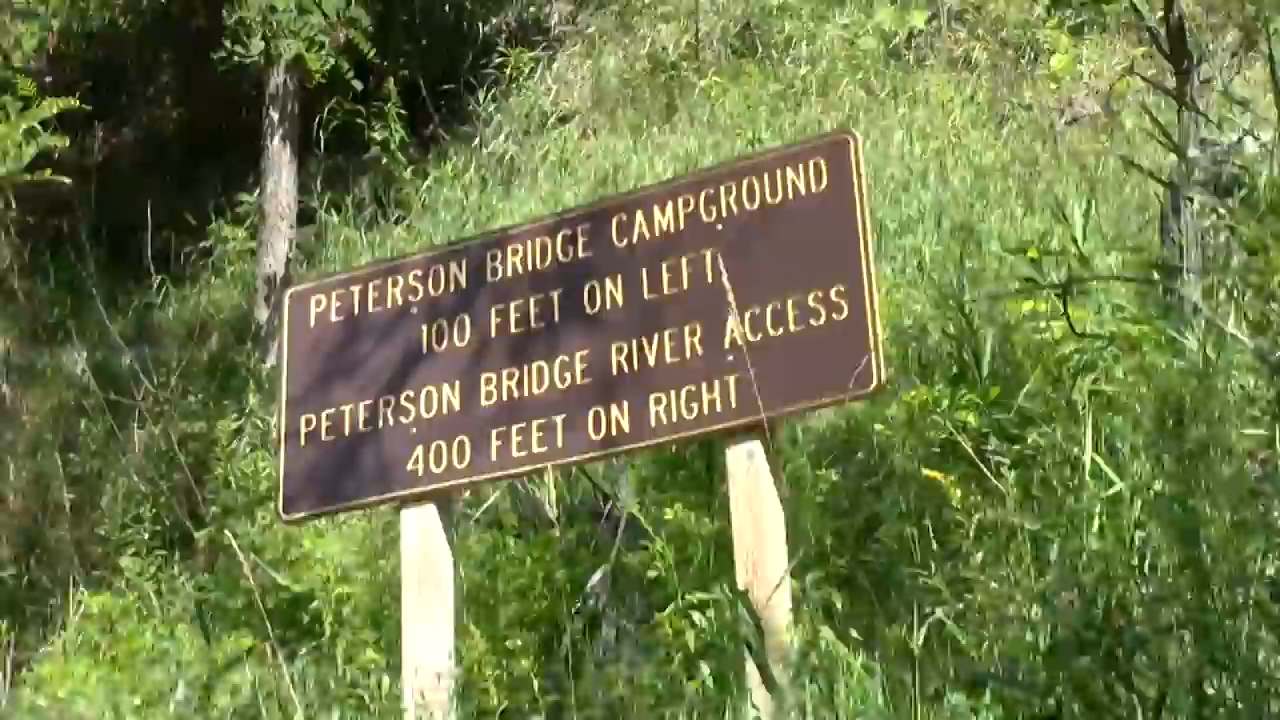 PETERSON BRIDGE CAMPGROUND
100 FEET ON LEFT
PETERSON BRIDGE RIVER ACCESS
400 FEET ON RIGHT